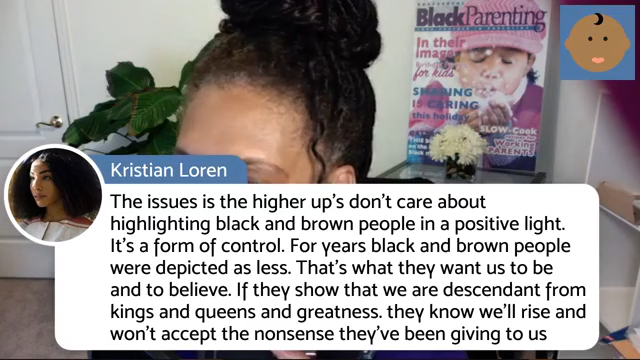 SUCCESSFUL
BlackParenting
In their
image
for kids
SHARING
IS CARING
this holiday
SLOW-Cook
Working
PARENTS
Kristian Loren
The issues is the higher up's don't care about
highlighting black and brown people in a positive light.
It's a form of control. For years black and brown people
were depicted as less. That's what they want us to be
and to believe. If they show that we are descendant from
kings and queens and greatness. they know we'll rise and
won't accept the nonsense they've been giving to us